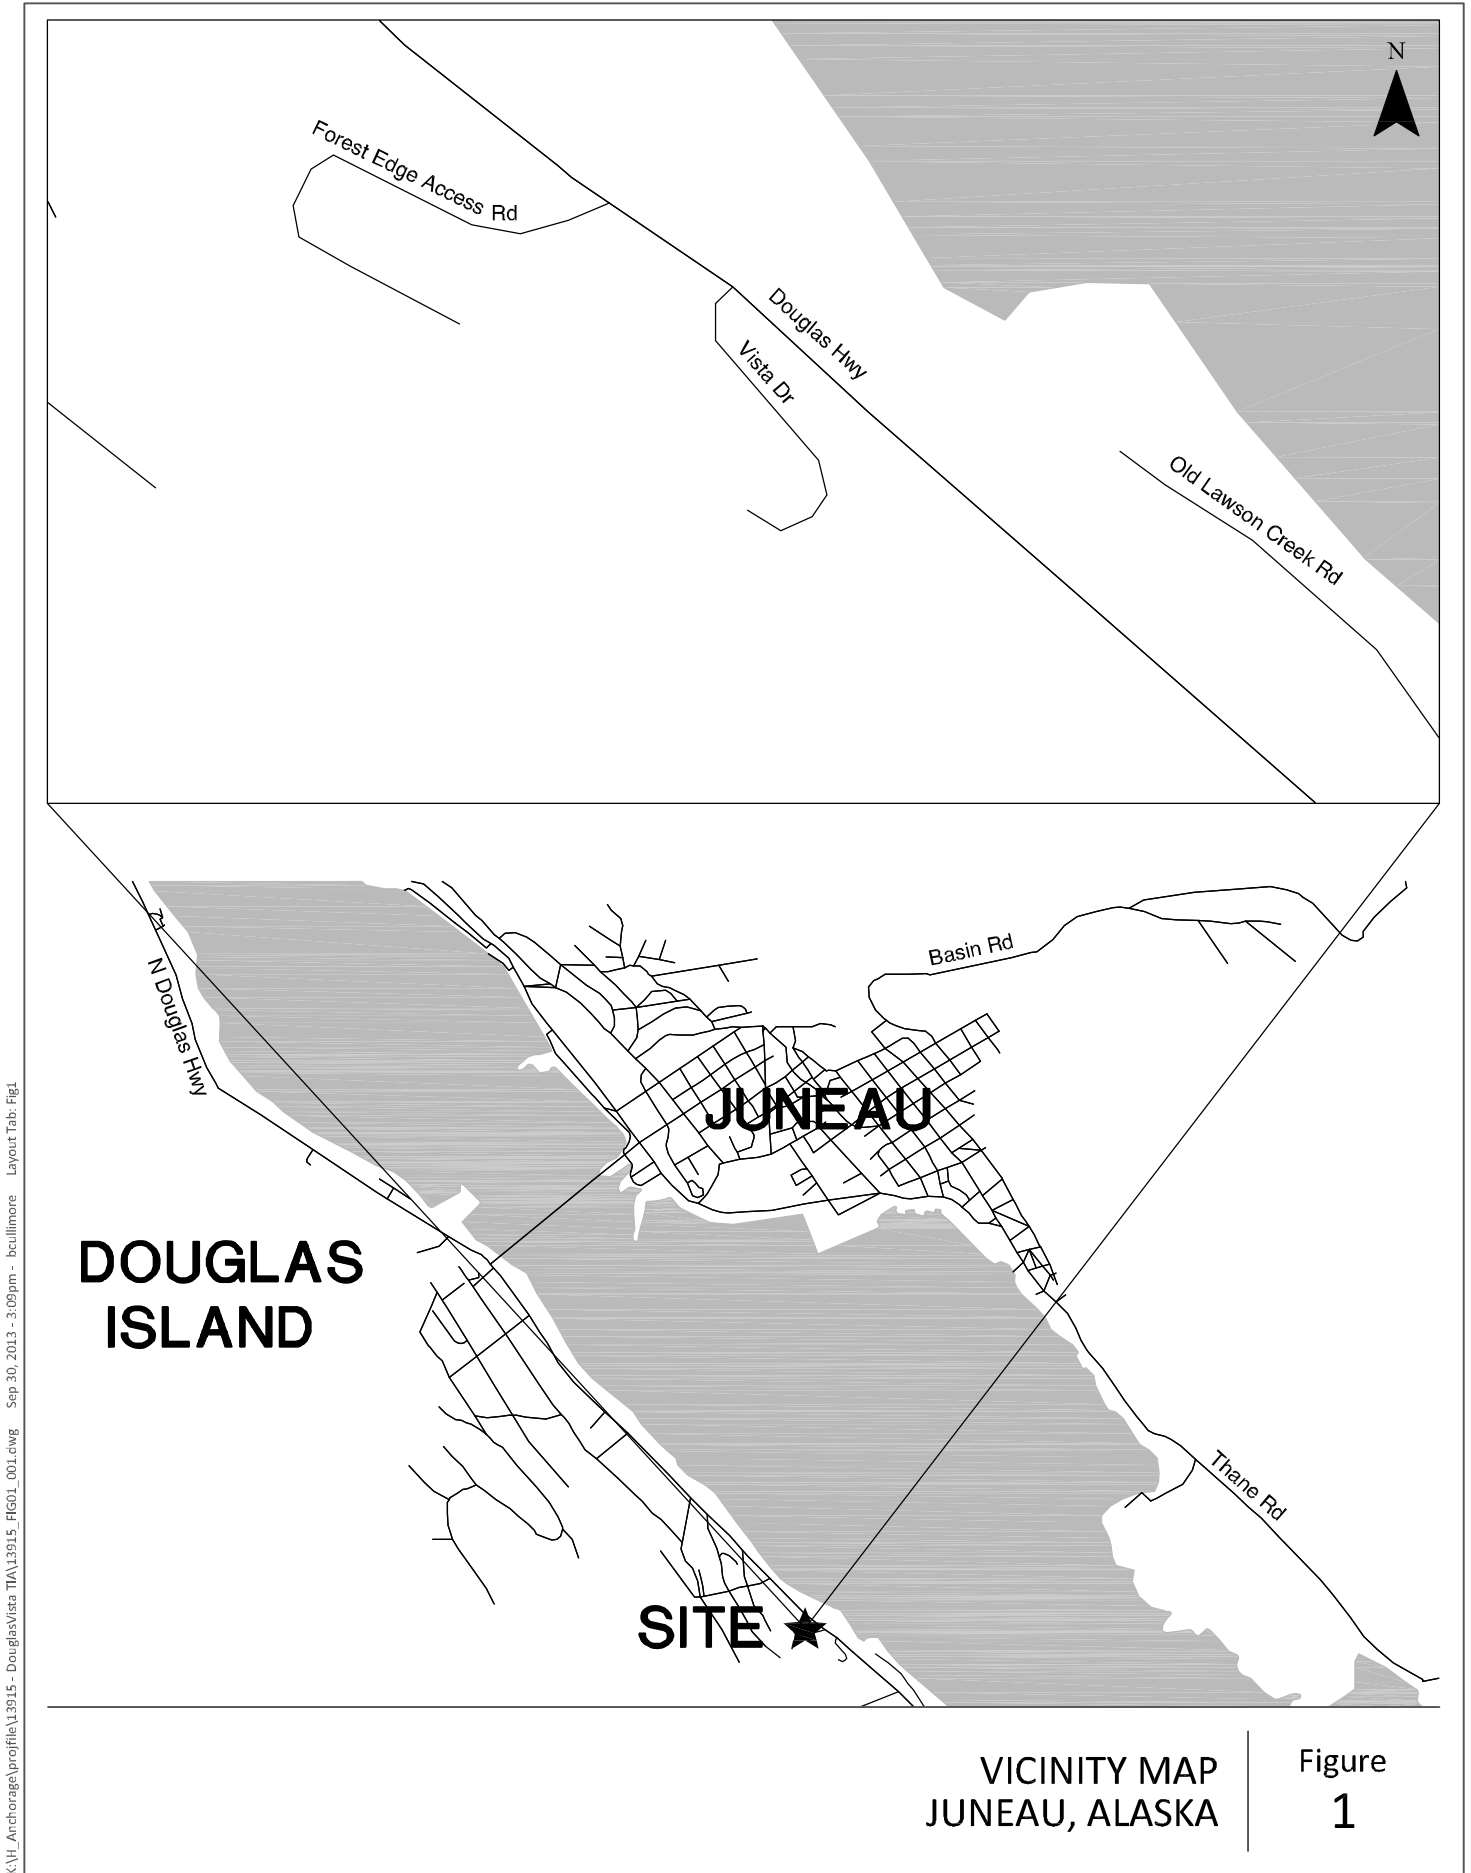 N
Forest Edge Access Rd
Douglas Hwy
Vista Dr
Old Lawson Creek Rd
Basin Rd
N Douglas Hwy
JUNEAU
DOUGLAS
ISLAND
Thane Rd
SITE
VICINITY MAP
JUNEAU, ALASKA
Figure
1
K:\H_Anchorage\projfile\13915 - DouglasVista TIA\13915_FIG01_001.dwg Sep 30, 2013 - 3:09pm - bcullimore Layout Tab: Fig1